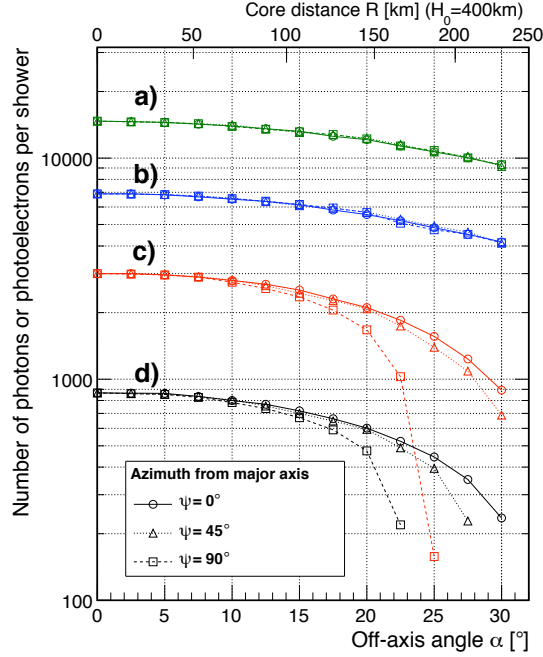 Core distance R [km] (H_0=400km)
0 50 100 150 200 250
Number of photons or photoelectrons per shower
a)
10000
b)
c)
1000
d)
Azimuth from major axis
ψ= 0°
ψ= 45°
ψ= 90°
100
0 5 10 15 20 25 30
Off-axis angle α [°]